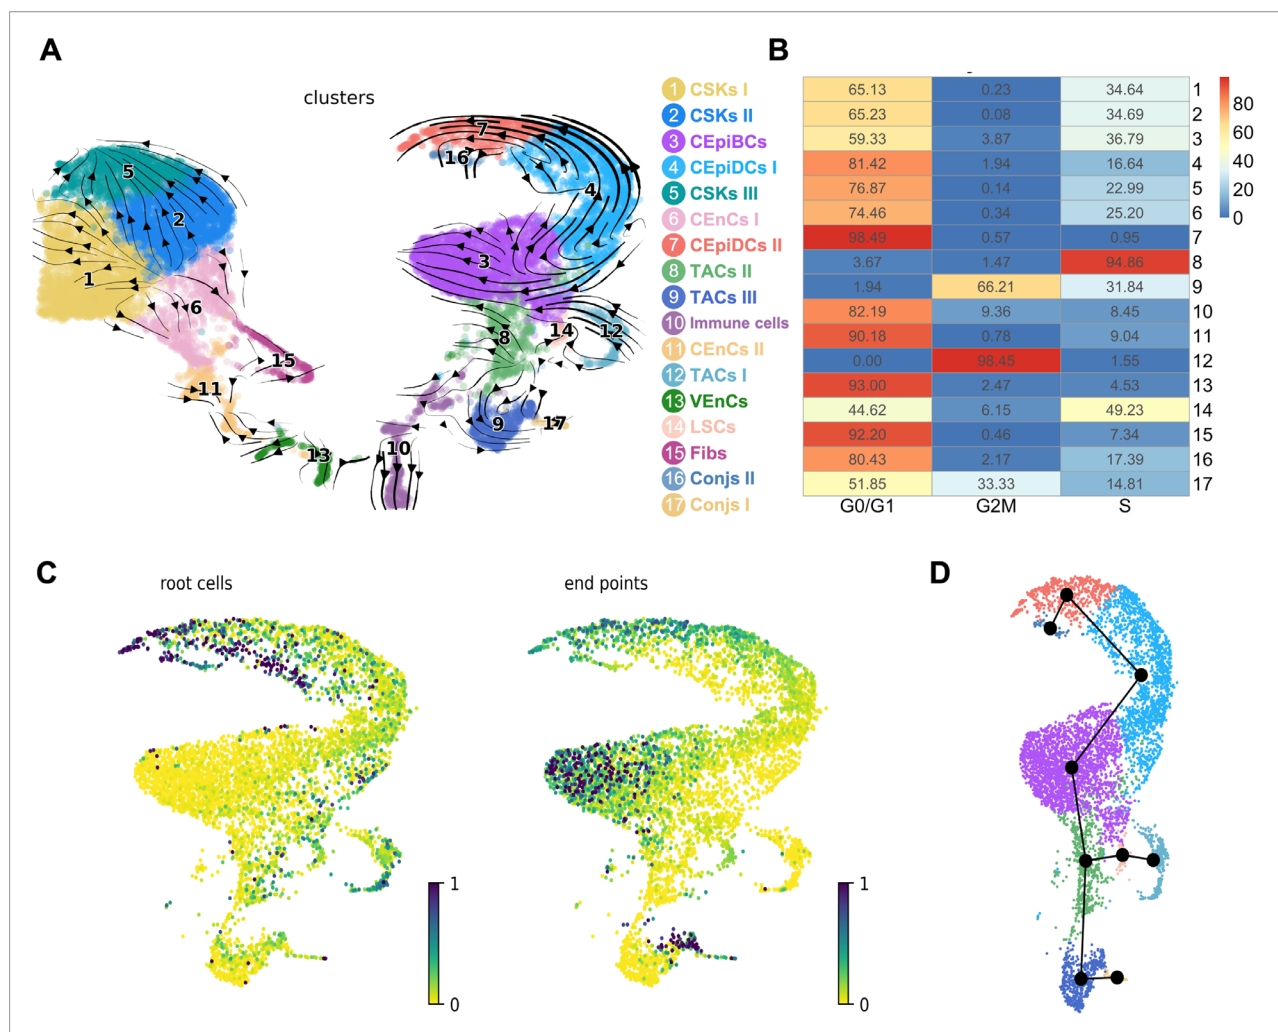 A
clusters
1
2
3
4
5
6
7
8
9
10
11
12
13
14
15
16
17
1 CSKs I
2 CSKs II
3 CEpiBCs
4 CEpiDCs I
5 CSKs III
6 CEnCs I
7 CEpiDCs II
8 TACs II
9 TACs III
10 Immune cells
11 CEnCs II
12 TACs I
13 VEnCs
14 LSCs
15 Fibs
16 Conjs II
17 Conjs I
B
65.13 0.23 34.64 1
65.23 0.08 34.69 2
59.33 3.87 36.79 3
81.42 1.94 16.64 4
76.87 0.14 22.99 5
74.46 0.34 25.20 6
98.49 0.57 0.95 7
3.67 1.47 94.86 8
1.94 66.21 31.84 9
82.19 9.36 8.45 10
90.18 0.78 9.04 11
0.00 98.45 1.55 12
93.00 2.47 4.53 13
44.62 6.15 49.23 14
92.20 0.46 7.34 15
80.43 2.17 17.39 16
51.85 33.33 14.81 17
G0/G1 G2M S
80
60
40
20
0
C
root cells
1
0
end points
1
0
D